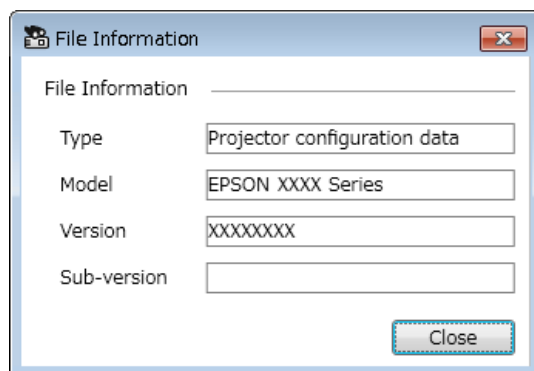 File Information
File Information
Type Projector configuration data
Model EPSON XXXX Series
Version XXXXXXXX
Sub-version
Close